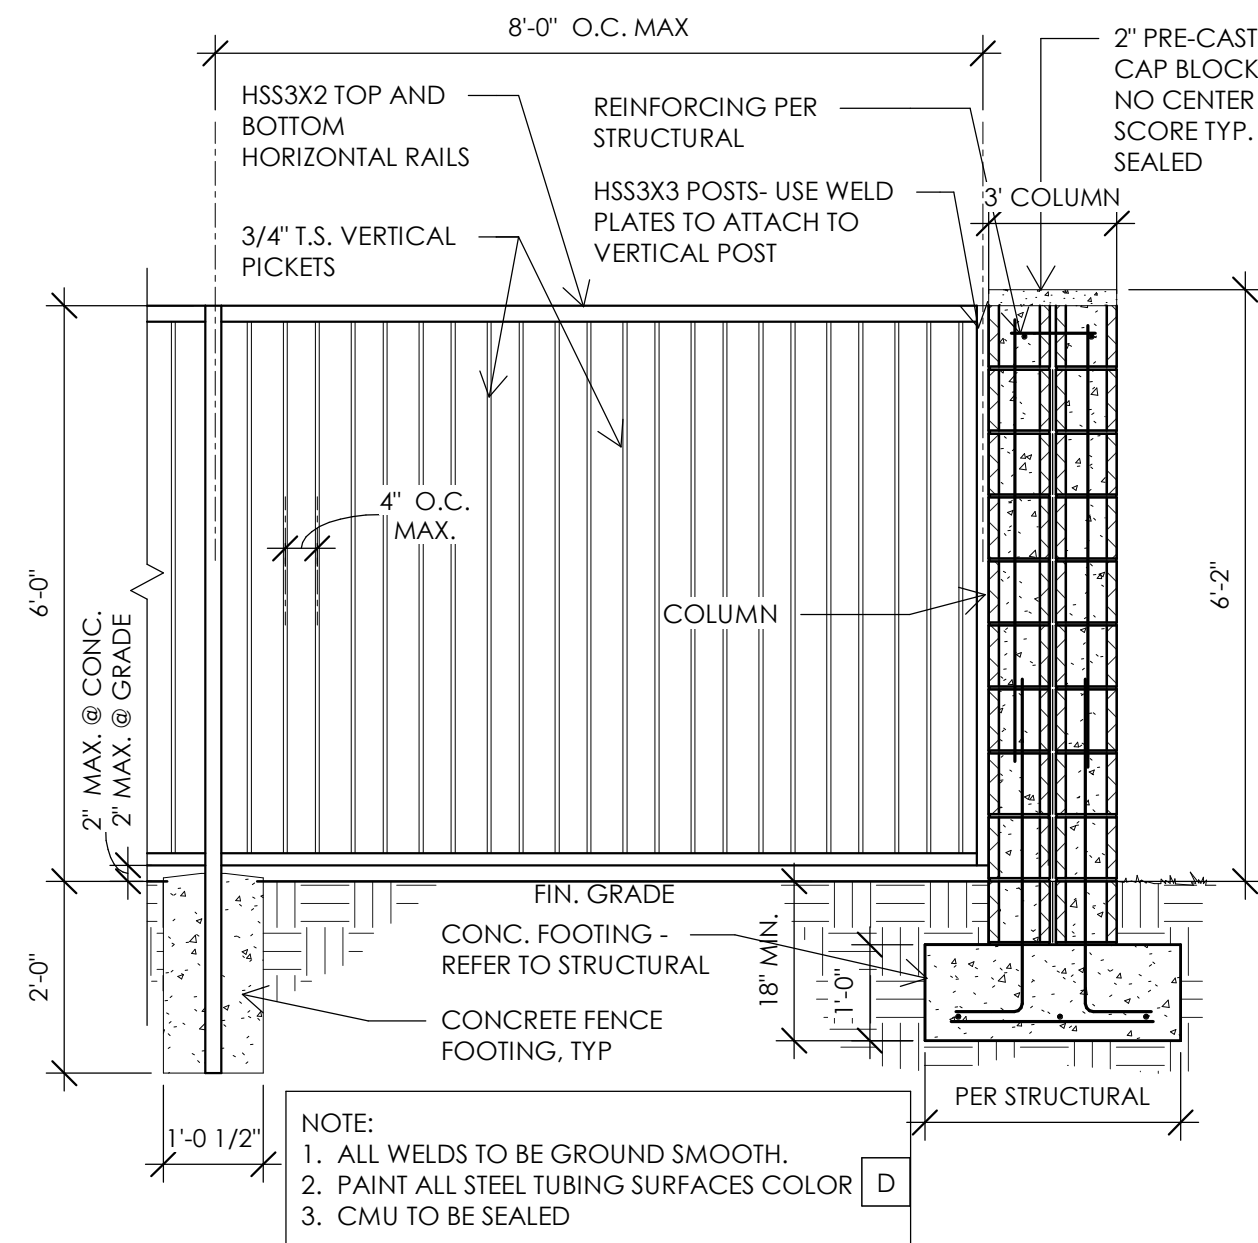 8'-0" O.C. MAX
2" PRE-CAST
CAP BLOCK
NO CENTER
SCORE TYP.
SEALED
HSS3X2 TOP AND
BOTTOM
HORIZONTAL RAILS
REINFORCING PER
STRUCTURAL
HSS3X3 POSTS- USE WELD
PLATES TO ATTACH TO
VERTICAL POST
3' COLUMN
3/4" T.S. VERTICAL
PICKETS
4" O.C.
MAX.
6'-0"
2" MAX. @ CONC.
2" MAX. @ GRADE
COLUMN
6'-2"
FIN. GRADE
CONC. FOOTING -
REFER TO STRUCTURAL
18" MIN.
1'-0"
2'-0"
CONCRETE FENCE
FOOTING, TYP
PER STRUCTURAL
1'-0 1/2"
NOTE:
1. ALL WELDS TO BE GROUND SMOOTH.
2. PAINT ALL STEEL TUBING SURFACES COLOR D
3. CMU TO BE SEALED